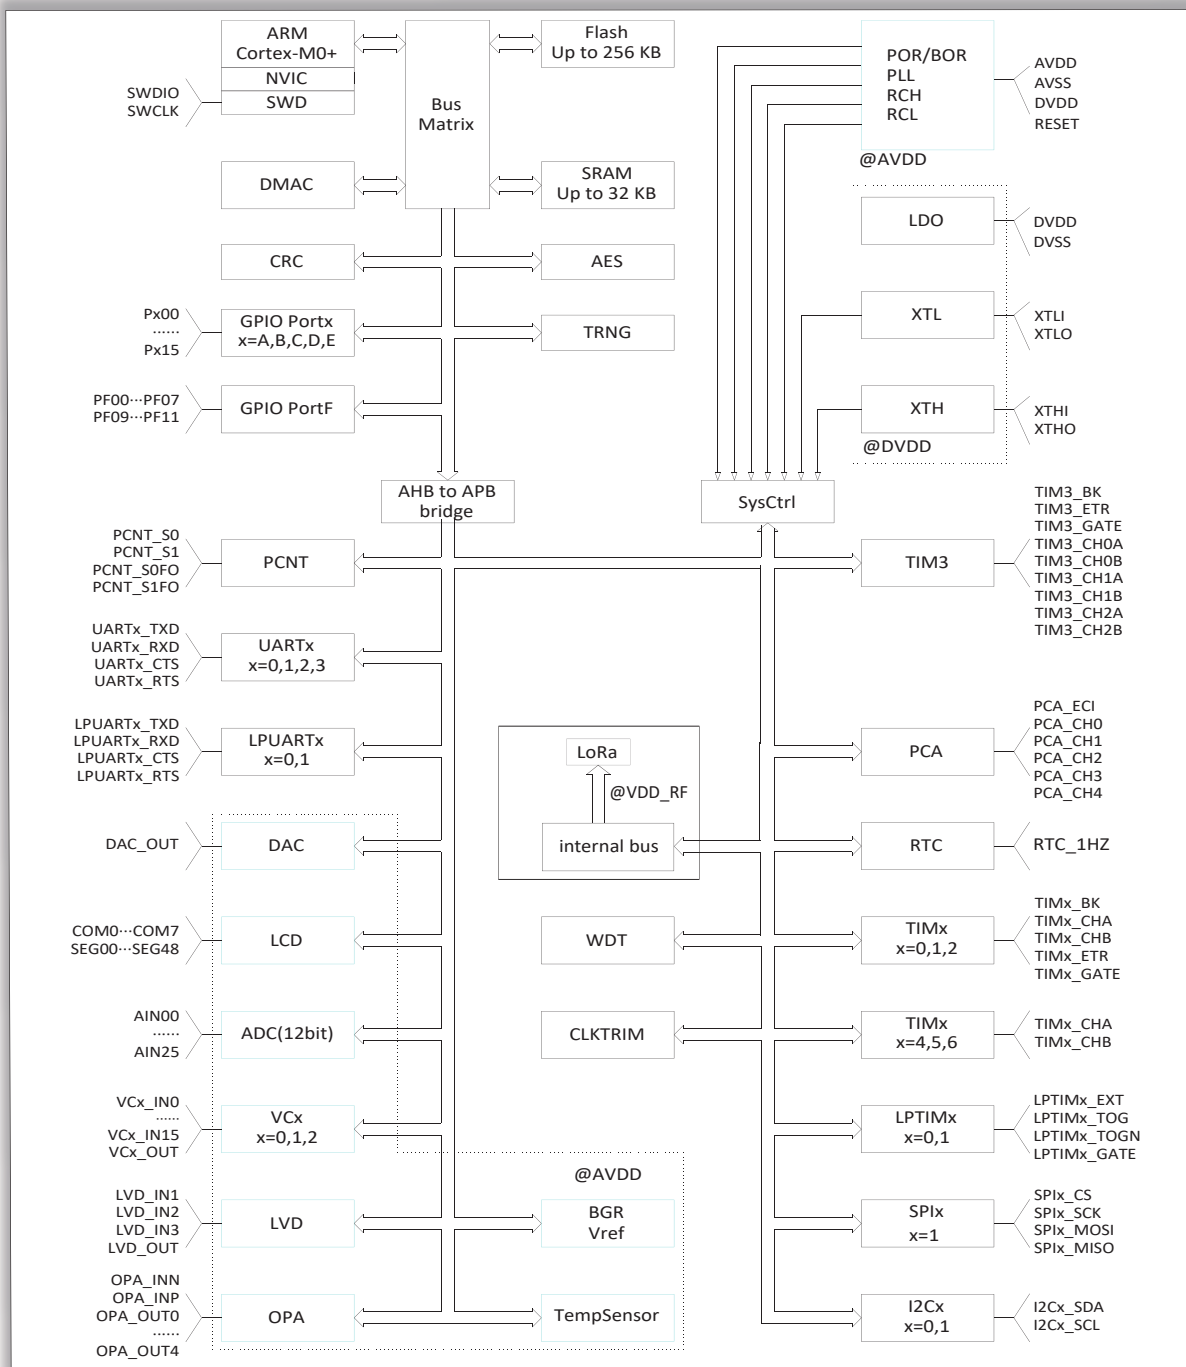 ARM
Cortex-M0+
NVIC
SWD
SWDIO
SWCLK
Bus
Matrix
Flash
Up to 256 KB
DMAC
SRAM
Up to 32 KB
CRC
AES
Px00
......
Px15
GPIO Portx
x=A,B,C,D,E
TRNG
PF00···PF07
PF09···PF11
GPIO PortF
POR/BOR
PLL
RCH
RCL
@AVDD
AVDD
AVSS
DVDD
RESET
LDO
DVDD
DVSS
XTL
XTLI
XTLO
XTH
@DVDD
XTHI
XTHO
AHB to APB
bridge
SysCtrl
PCNT_S0
PCNT_S1
PCNT_S0FO
PCNT_S1FO
PCNT
TIM3
TIM3_BK
TIM3_ETR
TIM3_GATE
TIM3_CH0A
TIM3_CH0B
TIM3_CH1A
TIM3_CH1B
TIM3_CH2A
TIM3_CH2B
UARTx_TXD
UARTx_RXD
UARTx_CTS
UARTx_RTS
UARTx
x=0,1,2,3
LPUARTx_TXD
LPUARTx_RXD
LPUARTx_CTS
LPUARTx_RTS
LPUARTx
x=0,1
LoRa
@VDD_RF
internal bus
PCA
PCA_ECI
PCA_CH0
PCA_CH1
PCA_CH2
PCA_CH3
PCA_CH4
DAC_OUT
DAC
RTC
RTC_1HZ
COM0···COM7
SEG00···SEG48
LCD
WDT
TIMx
x=0,1,2
TIMx_BK
TIMx_CHA
TIMx_CHB
TIMx_ETR
TIMx_GATE
AIN00
......
AIN25
ADC(12bit)
CLKTRIM
TIMx
x=4,5,6
TIMx_CHA
TIMx_CHB
VCx_IN0
......
VCx_IN15
VCx_OUT
VCx
x=0,1,2
LPTIMx
x=0,1
LPTIMx_EXT
LPTIMx_TOG
LPTIMx_TOGN
LPTIMx_GATE
@AVDD
LVD_IN1
LVD_IN2
LVD_IN3
LVD_OUT
LVD
BGR
Vref
SPIx
x=1
SPIx_CS
SPIx_SCK
SPIx_MOSI
SPIx_MISO
OPA_INN
OPA_INP
OPA_OUT0
......
OPA_OUT4
OPA
TempSensor
I2Cx
x=0,1
I2Cx_SDA
I2Cx_SCL